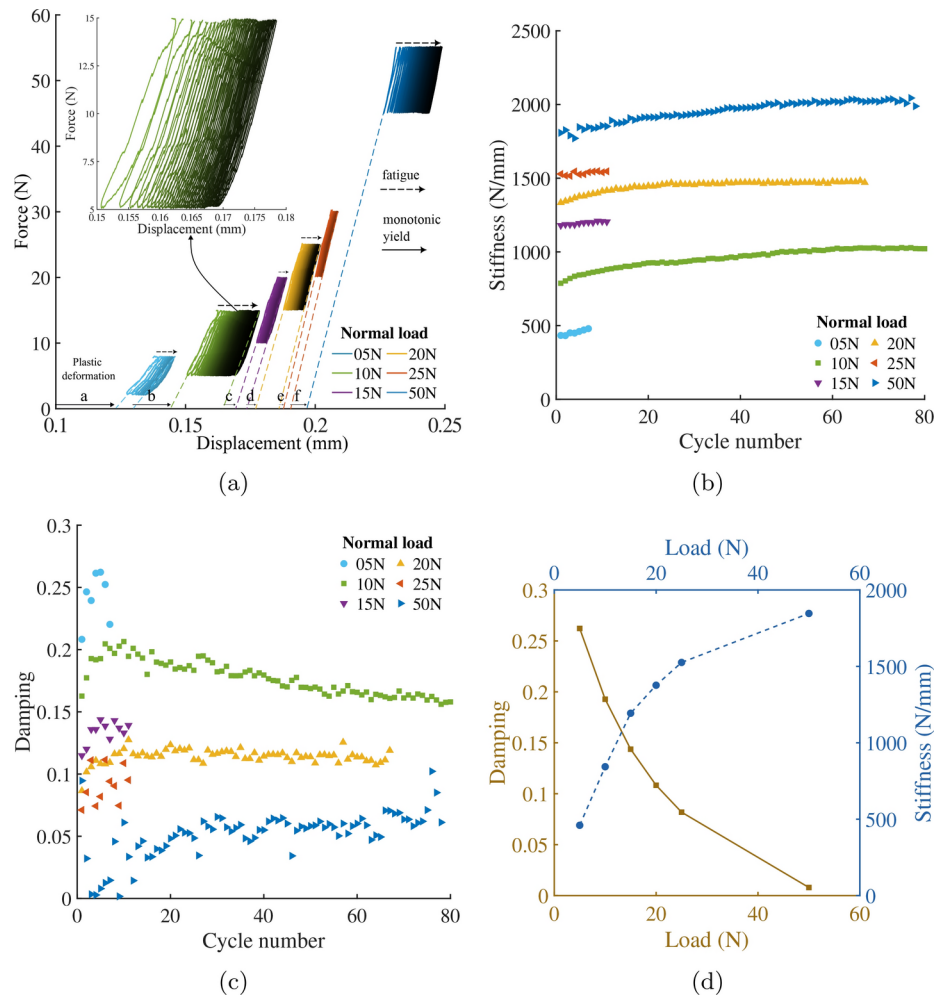 60
50
40
30
20
10
0
Force (N)
15
12.5
10
7.5
5
Force (N)
0.15 0.155 0.16 0.165 0.17 0.175 0.18
Displacement (mm)
fatigue
monotonic
yield
Plastic
deformation
a b c d e f
Normal load
05N 20N
10N 25N
15N 50N
0.1 0.15 0.2 0.25
Displacement (mm)
(a)
2500
2000
1500
1000
500
0
Stiffness (N/mm)
Normal load
05N 20N
10N 25N
15N 50N
0 20 40 60 80
Cycle number
(b)
0.3
0.25
0.2
0.15
0.1
0.05
0
Damping
Normal load
05N 20N
10N 25N
15N 50N
0 20 40 60 80
Cycle number
(c)
Load (N)
0 20 40 60
0.3
0.25
0.2
0.15
0.1
0.05
0
Damping
2000
1500
1000
500
0
Stiffness (N/mm)
0 20 40 60
Load (N)
(d)